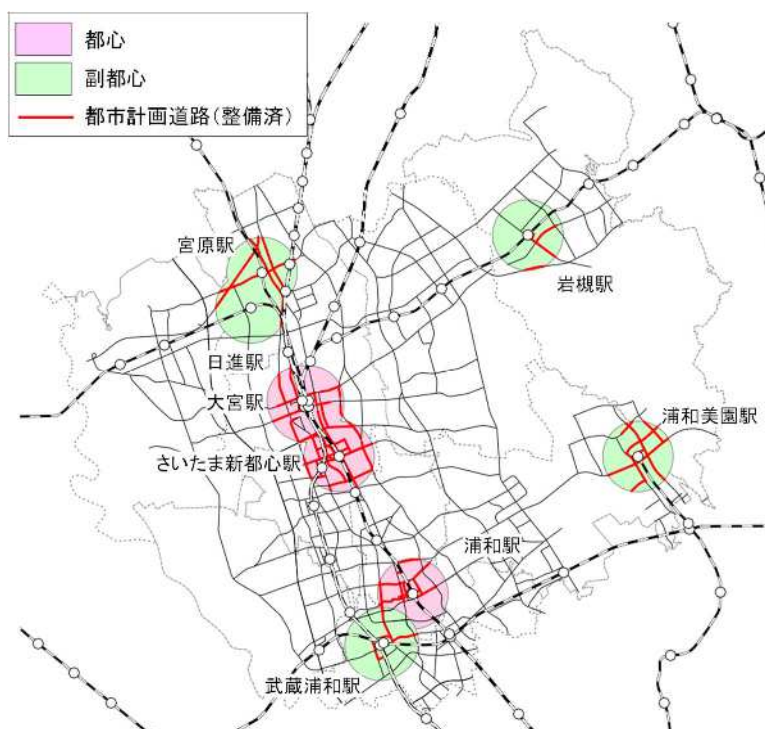 都心
副都心
都市計画道路(整備済)
宮原駅
岩槻駅
日進駅
大宮駅
浦和美園駅
さいたま新都心駅
浦和駅
武蔵浦和駅